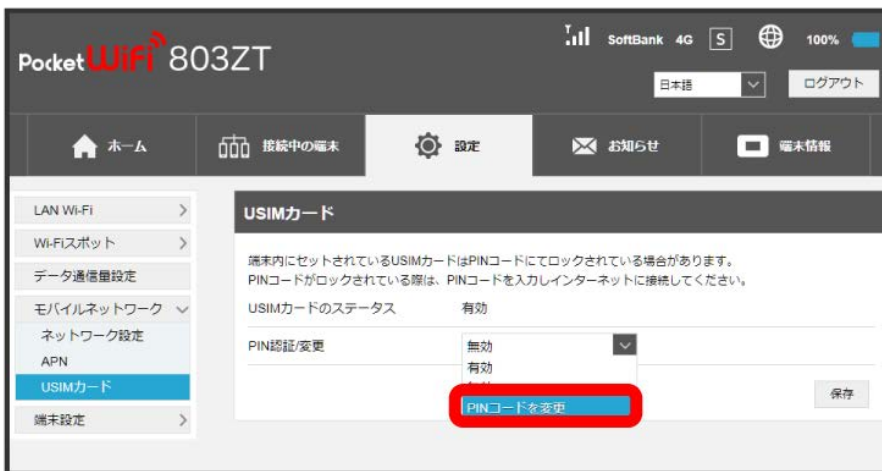 SoftBank 4G S 100%
Pocket WiFi 803ZT
日本語 ログアウト
ホーム 接続中の端末 設定 お知らせ 端末情報
LAN Wi-Fi
Wi-Fiスポット
データ通信量設定
モバイルネットワーク
ネットワーク設定
APN
USIMカード
端末設定
USIMカード
端末内にセットされているUSIMカードはPINコードにてロックされている場合があります。
PINコードがロックされている際は、PINコードを入力しインターネットに接続してください。
USIMカードのステータス 有効
PIN認証/変更 無効
有効
PINコードを変更
保存